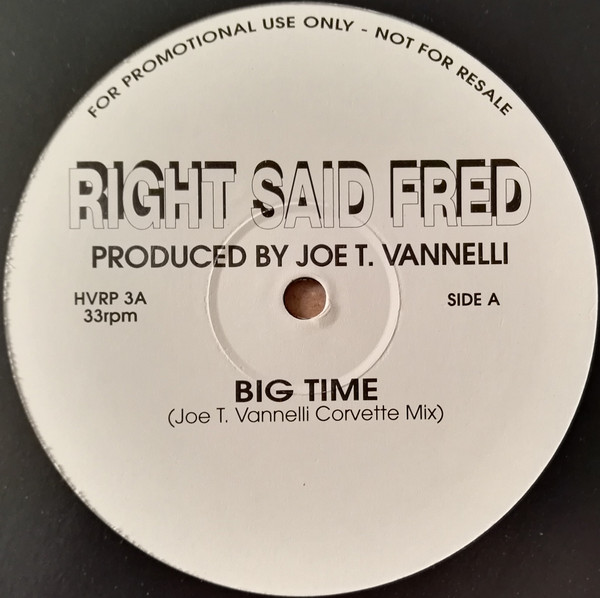 FOR PROMOTIONAL USE ONLY - NOT FOR RESALE
RIGHT SAID FRED
PRODUCED BY JOE T. VANNELLI
HVRP 3A
33rpm
SIDE A
BIG TIME
(Joe T. Vannelli Corvette Mix)